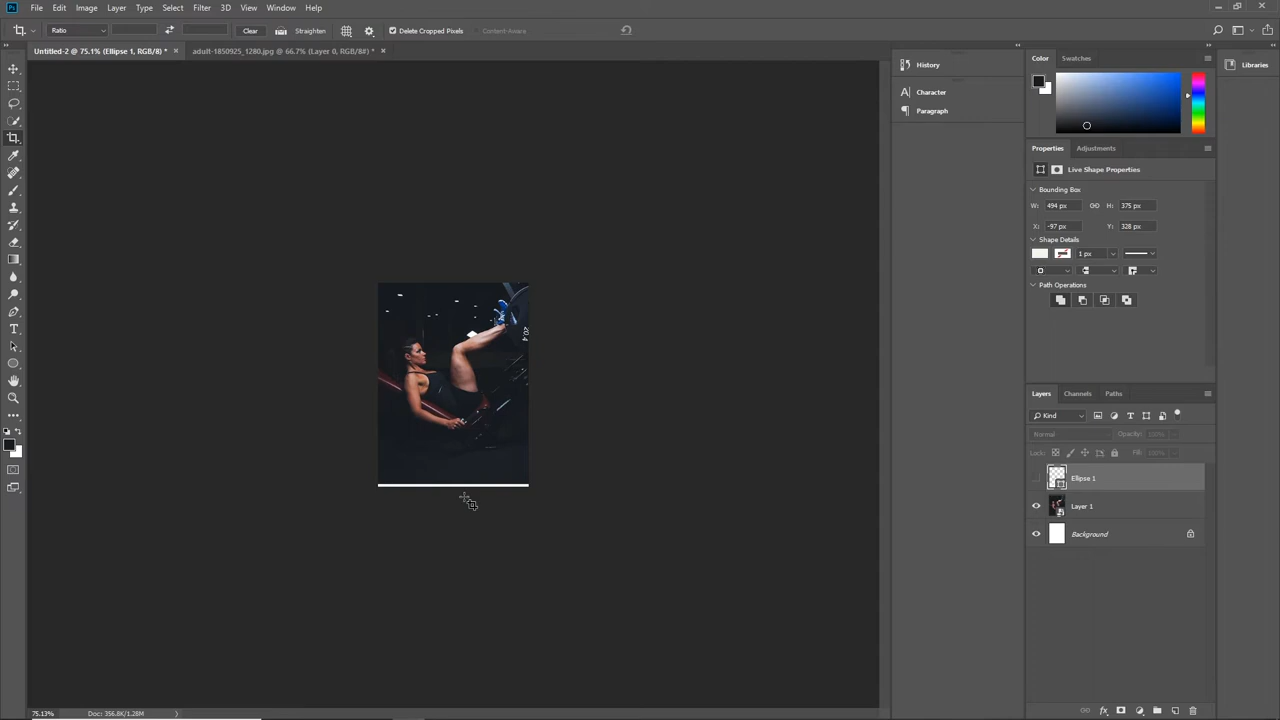 Ps File Edit Image Layer Type Select Filter 3D View Window Help
Ratio Clear Straighten Delete Cropped Pixels Content-Aware
Untitled-2 @ 75.1% (Ellipse 1, RGB/8) * × adult-1850925_1280.jpg @ 66.7% (Layer 0, RGB/8#) * ×
History
Character
Paragraph
Color Swatches
Libraries
Properties Adjustments
Live Shape Properties
Bounding Box
W: 494 px H: 375 px
X: -97 px Y: 328 px
Shape Details
1 px
Path Operations
20.4
Layers Channels Paths
Kind
Normal Opacity: 100%
Lock: Fill: 100%
Ellipse 1
Layer 1
Background
75.13% Doc: 356.8K/1.28M